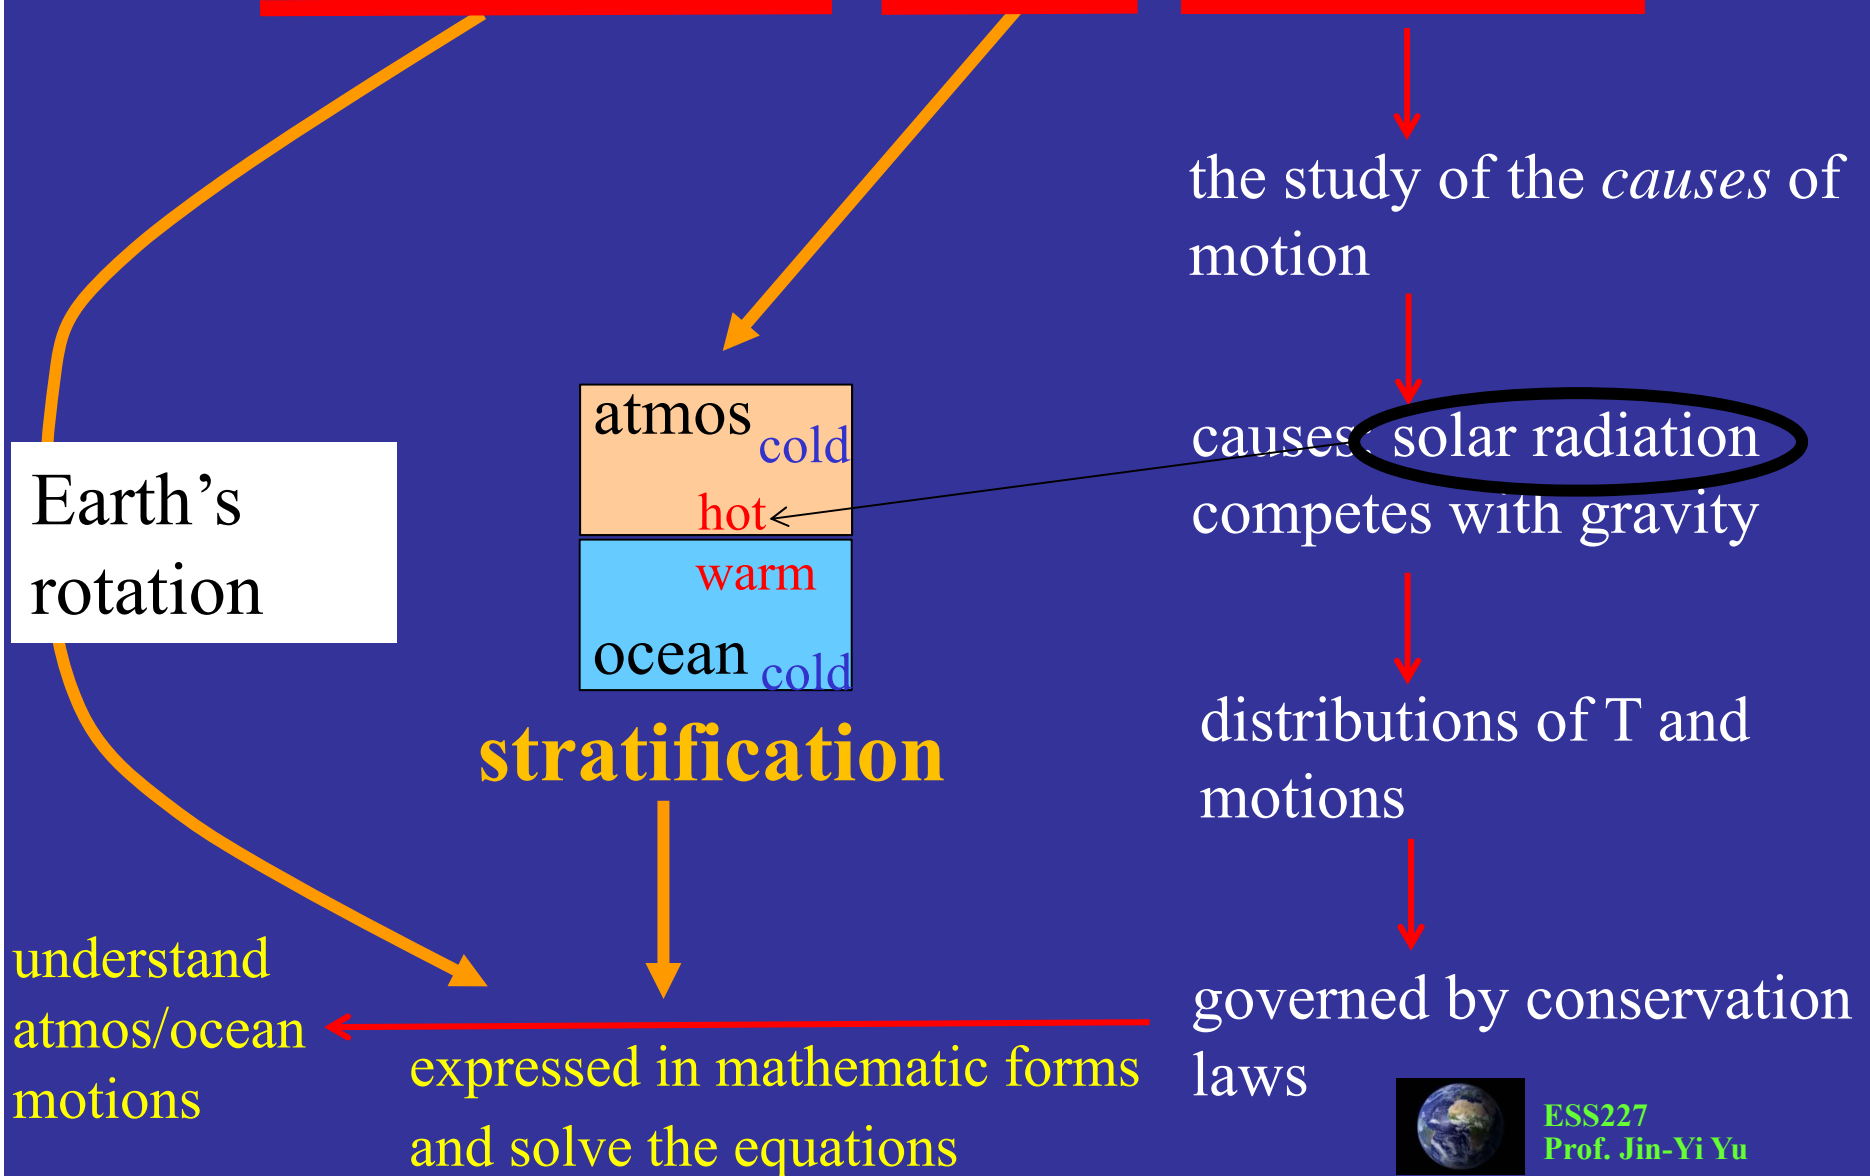 the study of the causes of
motion
causes: solar radiation
competes with gravity
distributions of T and
motions
governed by conservation
laws
atmos
cold
hot
warm
ocean
cold
stratification
Earth’s
rotation
understand
atmos/ocean
motions
expressed in mathematic forms
and solve the equations
ESS227
Prof. Jin-Yi Yu